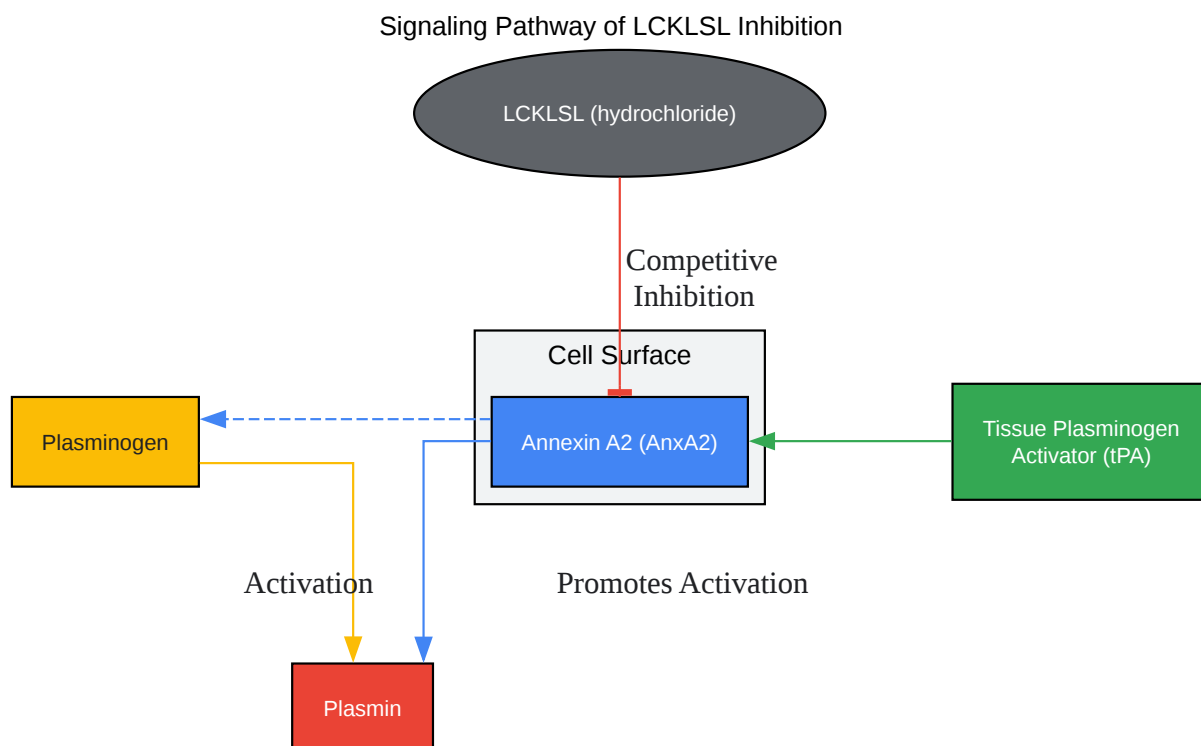 Signaling Pathway of LCKLSL Inhibition
LCKLSL (hydrochloride)
Competitive
Inhibition
Cell Surface
Plasminogen
Annexin A2 (AnxA2)
Tissue Plasminogen
Activator (tPA)
Activation
Promotes Activation
Plasmin